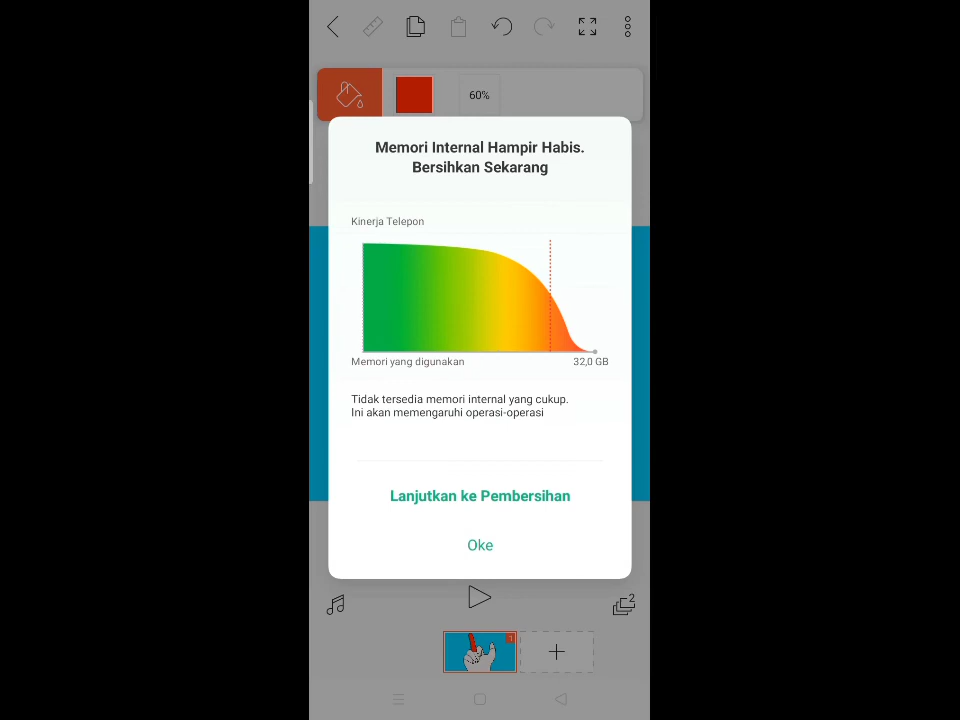 60%
Memori Internal Hampir Habis.
Bersihkan Sekarang
Kinerja Telepon
Memori yang digunakan
32,0 GB
Tidak tersedia memori internal yang cukup.
Ini akan memengaruhi operasi-operasi
Lanjutkan ke Pembersihan
Oke
2
1